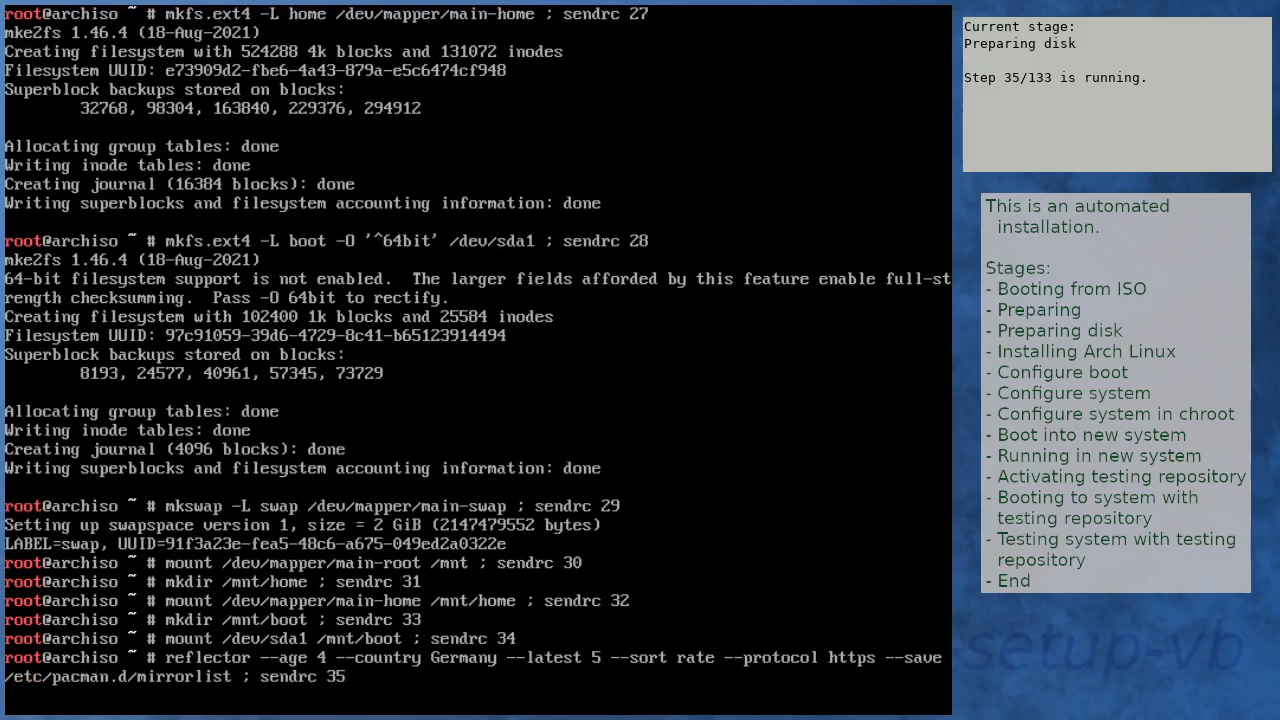 root@archiso ~ # mkfs.ext4 -L home /dev/mapper/main-home ; sendrc 27
mke2fs 1.46.4 (18-Aug-2021)
Creating filesystem with 524288 4k blocks and 131072 inodes
Filesystem UUID: e73909d2-fbe6-4a43-879a-e5c6474cf948
Superblock backups stored on blocks:
        32768, 98304, 163840, 229376, 294912

Allocating group tables: done
Writing inode tables: done
Creating journal (16384 blocks): done
Writing superblocks and filesystem accounting information: done

root@archiso ~ # mkfs.ext4 -L boot -O '^64bit' /dev/sda1 ; sendrc 28
mke2fs 1.46.4 (18-Aug-2021)
64-bit filesystem support is not enabled.  The larger fields afforded by this feature enable full-st
rength checksumming.  Pass -O 64bit to rectify.
Creating filesystem with 102400 1k blocks and 25584 inodes
Filesystem UUID: 97c91059-39d6-4729-8c41-b65123914494
Superblock backups stored on blocks:
        8193, 24577, 40961, 57345, 73729

Allocating group tables: done
Writing inode tables: done
Creating journal (4096 blocks): done
Writing superblocks and filesystem accounting information: done

root@archiso ~ # mkswap -L swap /dev/mapper/main-swap ; sendrc 29
Setting up swapspace version 1, size = 2 GiB (2147479552 bytes)
LABEL=swap, UUID=91f3a23e-fea5-48c6-a675-049ed2a0322e
root@archiso ~ # mount /dev/mapper/main-root /mnt ; sendrc 30
root@archiso ~ # mkdir /mnt/home ; sendrc 31
root@archiso ~ # mount /dev/mapper/main-home /mnt/home ; sendrc 32
root@archiso ~ # mkdir /mnt/boot ; sendrc 33
root@archiso ~ # mount /dev/sda1 /mnt/boot ; sendrc 34
root@archiso ~ # reflector --age 4 --country Germany --latest 5 --sort rate --protocol https --save
/etc/pacman.d/mirrorlist ; sendrc 35
Current stage:
Preparing disk

Step 35/133 is running.
This is an automated
installation.

Stages:
- Booting from ISO
- Preparing
- Preparing disk
- Installing Arch Linux
- Configure boot
- Configure system
- Configure system in chroot
- Boot into new system
- Running in new system
- Activating testing repository
- Booting to system with
testing repository
- Testing system with testing
repository
- End
setup-vb